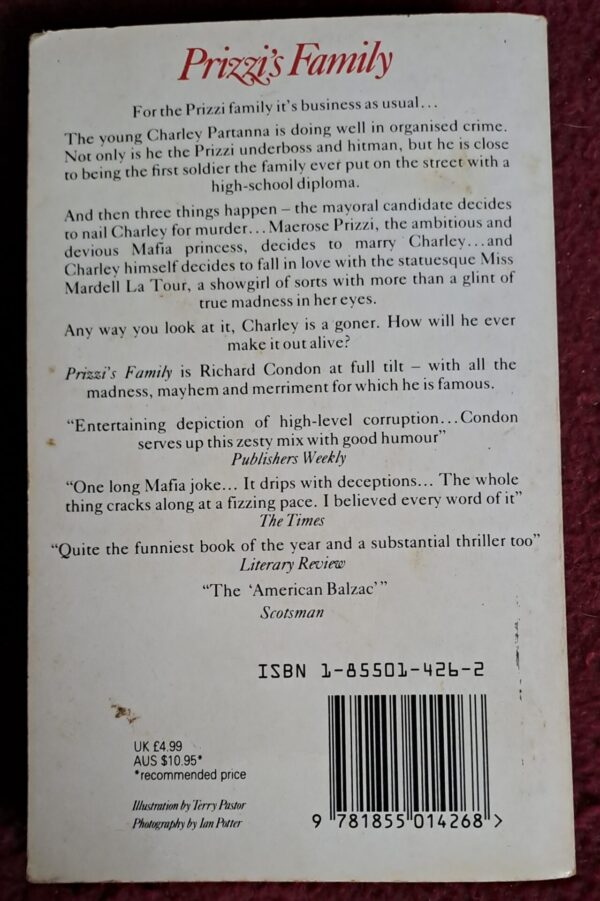 Prizzi's Family
For the Prizzi family it's business as usual...
The young Charley Partanna is doing well in organised crime.
Not only is he the Prizzi underboss and hitman, but he is close
to being the first soldier the family ever put on the street with a
high-school diploma.
And then three things happen – the mayoral candidate decides
to nail Charley for murder...Maerose Prizzi, the ambitious and
devious Mafia princess, decides to marry Charley...and
Charley himself decides to fall in love with the statuesque Miss
Mardell La Tour, a showgirl of sorts with more than a glint of
true madness in her eyes.
Any way you look at it, Charley is a goner. How will he ever
make it out alive?
Prizzi's Family is Richard Condon at full tilt – with all the
madness, mayhem and merriment for which he is famous.
"Entertaining depiction of high-level corruption...Condon
serves up this zesty mix with good humour"
Publishers Weekly
"One long Mafia joke... It drips with deceptions... The whole
thing cracks along at a fizzing pace. I believed every word of it"
The Times
"Quite the funniest book of the year and a substantial thriller too"
Literary Review
"The 'American Balzac'"
Scotsman
ISBN 1-85501-426-2
UK £4.99
AUS $10.95*
*recommended price
Illustration by Terry Pastor
Photography by Ian Potter
9 781855 014268 >